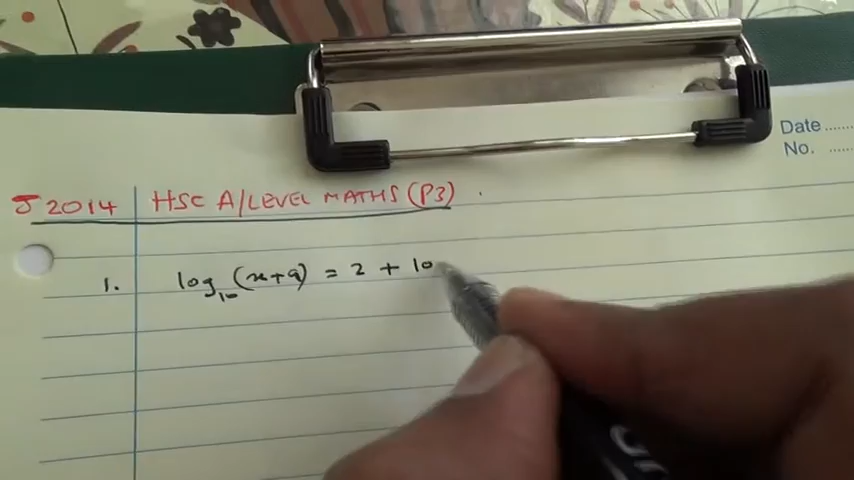 Date..........
No. ..........
J 2014 HSC A/LEVEL MATHS (P3).
1. log₁₀ (x+9) = 2 + lo